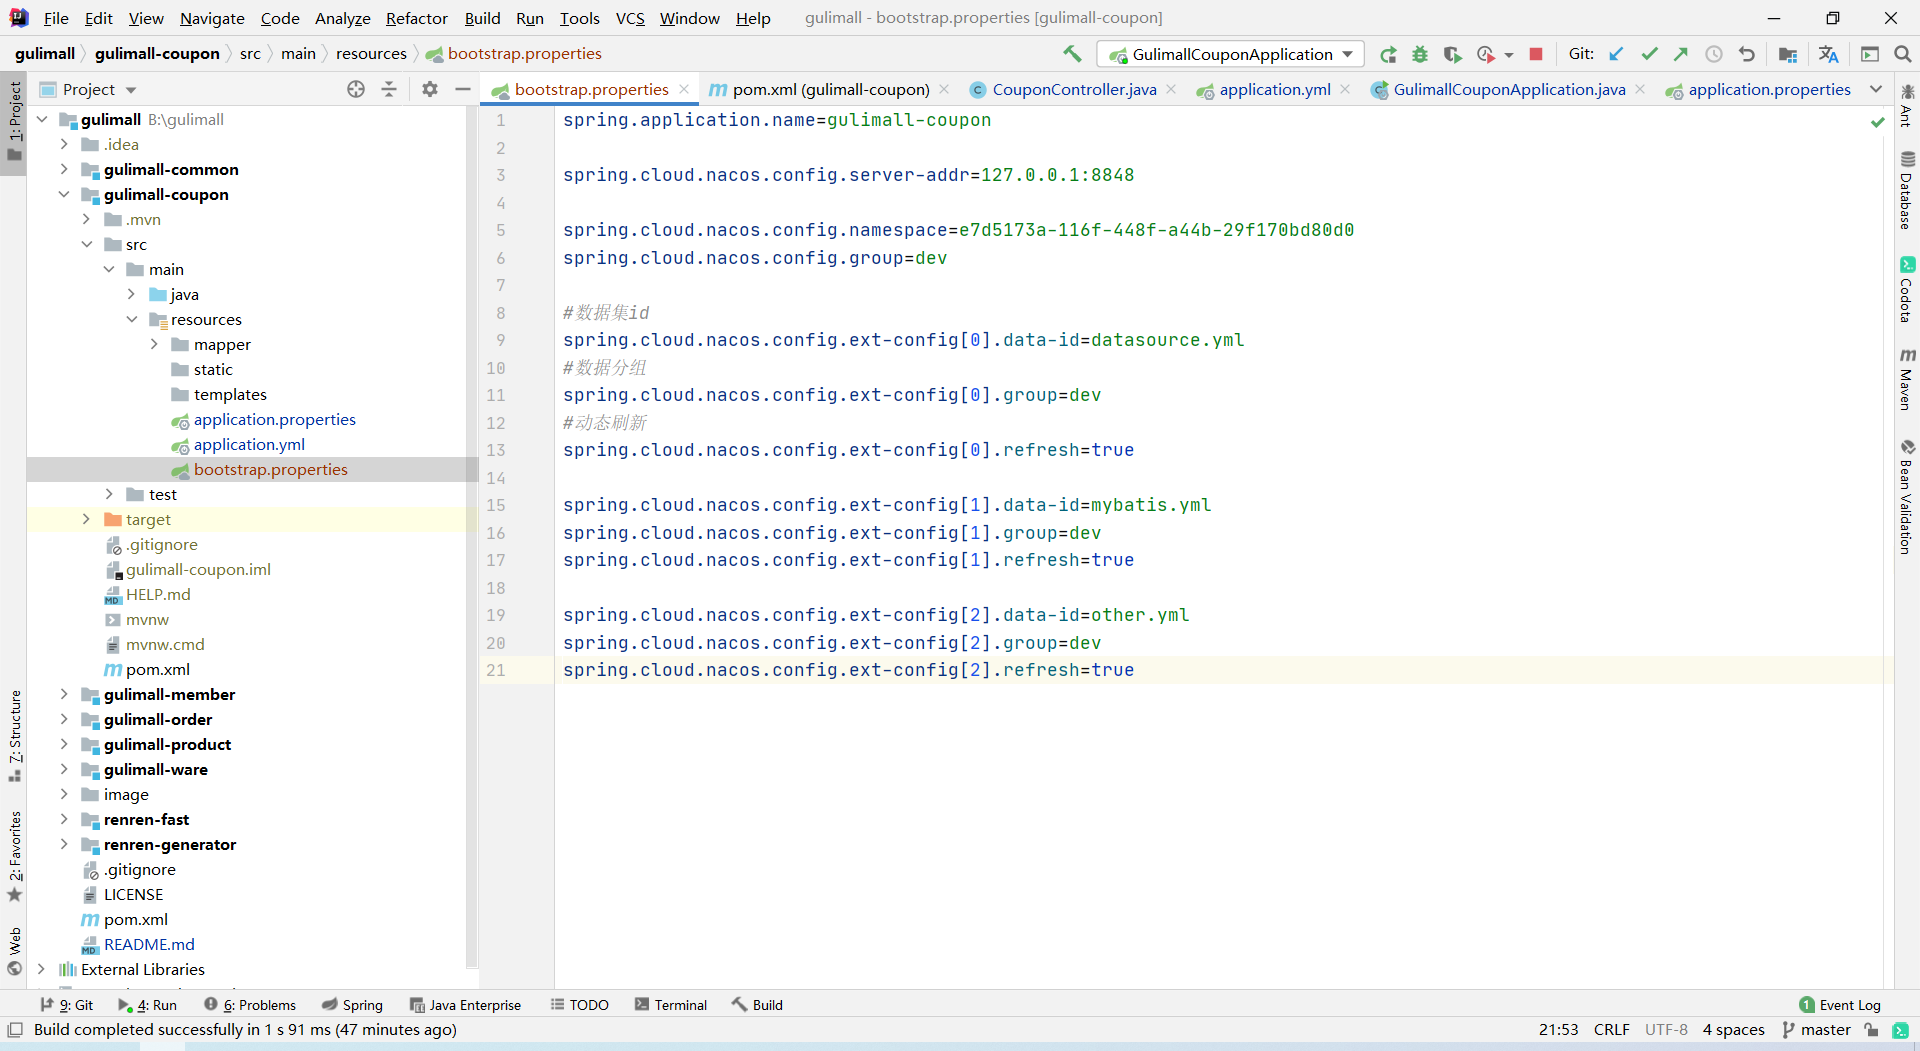 File Edit View Navigate Code Analyze Refactor Build Run Tools VCS Window Help gulimall - bootstrap.properties [gulimall-coupon]
gulimall gulimall-coupon src main resources bootstrap.properties GulimallCouponApplication Git:
Project bootstrap.properties pom.xml (gulimall-coupon) CouponController.java application.yml GulimallCouponApplication.java application.properties
1: Project
7: Structure
2: Favorites
Web
gulimall B:\gulimall
.idea
gulimall-common
gulimall-coupon
.mvn
src
main
java
resources
mapper
static
templates
application.properties
application.yml
bootstrap.properties
test
target
.gitignore
gulimall-coupon.iml
HELP.md
mvnw
mvnw.cmd
pom.xml
gulimall-member
gulimall-order
gulimall-product
gulimall-ware
image
renren-fast
renren-generator
.gitignore
LICENSE
pom.xml
README.md
External Libraries
1 spring.application.name=gulimall-coupon
2
3 spring.cloud.nacos.config.server-addr=127.0.0.1:8848
4
5 spring.cloud.nacos.config.namespace=e7d5173a-116f-448f-a44b-29f170bd80d0
6 spring.cloud.nacos.config.group=dev
7
8 #数据集id
9 spring.cloud.nacos.config.ext-config[0].data-id=datasource.yml
10 #数据分组
11 spring.cloud.nacos.config.ext-config[0].group=dev
12 #动态刷新
13 spring.cloud.nacos.config.ext-config[0].refresh=true
14
15 spring.cloud.nacos.config.ext-config[1].data-id=mybatis.yml
16 spring.cloud.nacos.config.ext-config[1].group=dev
17 spring.cloud.nacos.config.ext-config[1].refresh=true
18
19 spring.cloud.nacos.config.ext-config[2].data-id=other.yml
20 spring.cloud.nacos.config.ext-config[2].group=dev
21 spring.cloud.nacos.config.ext-config[2].refresh=true
Ant
Database
Codota
Maven
Bean Validation
9: Git 4: Run 6: Problems Spring Java Enterprise TODO Terminal Build 1 Event Log
Build completed successfully in 1 s 91 ms (47 minutes ago) 21:53 CRLF UTF-8 4 spaces master